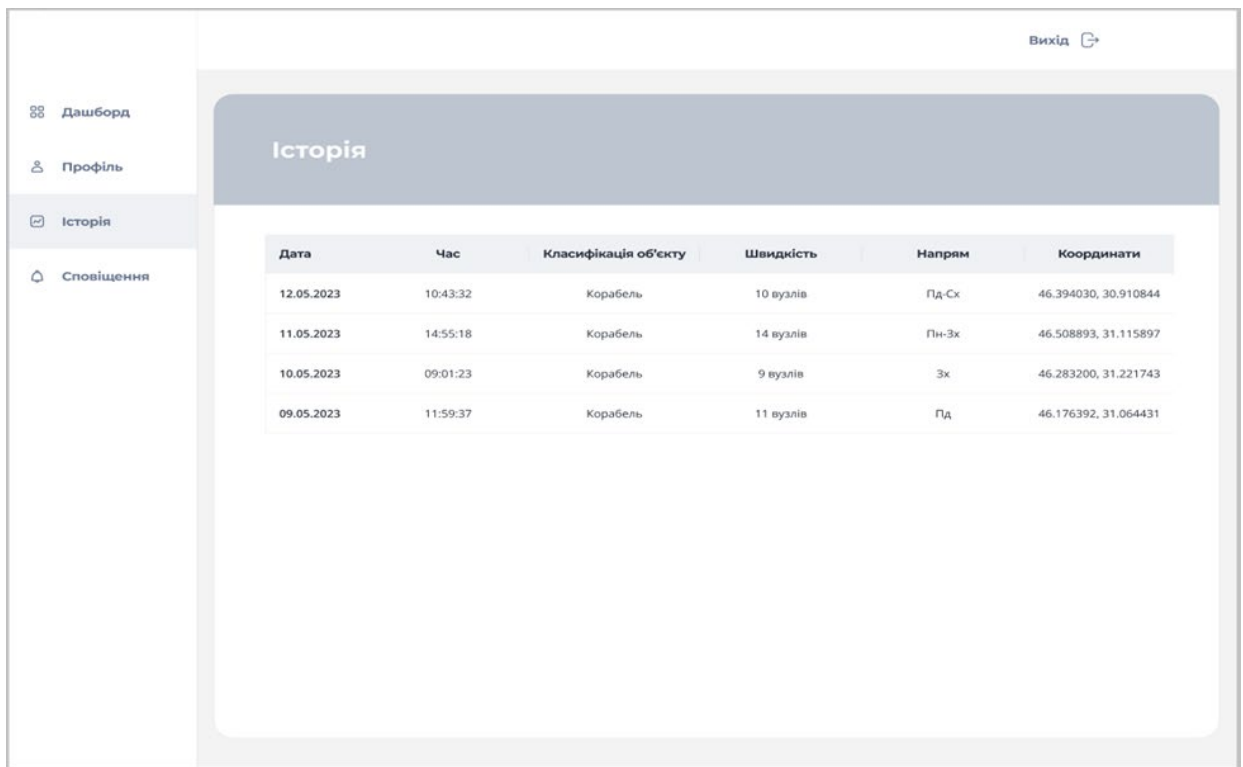 Вихід
Дашборд
Профіль
Історія
Сповіщення
Історія
Дата Час Класифікація об'єкту Швидкість Напрям Координати
12.05.2023 10:43:32 Корабель 10 вузлів Пд-Сх 46.394030, 30.910844
11.05.2023 14:55:18 Корабель 14 вузлів Пн-Зх 46.508893, 31.115897
10.05.2023 09:01:23 Корабель 9 вузлів Зх 46.283200, 31.221743
09.05.2023 11:59:37 Корабель 11 вузлів Пд 46.176392, 31.064431